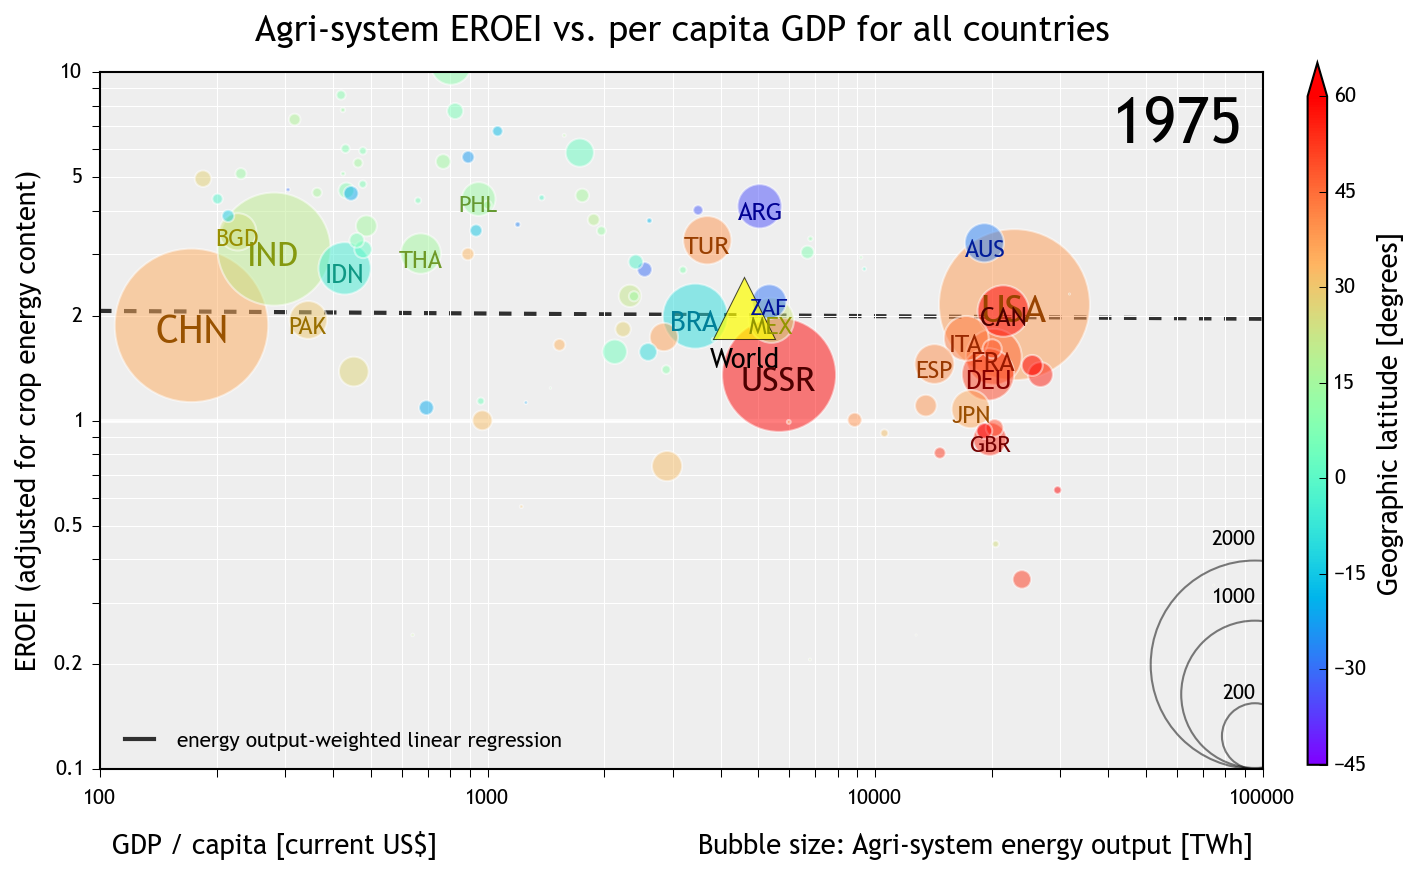 Agri-system EROEI vs. per capita GDP for all countries
1975
EROEI (adjusted for crop energy content)
10
5
2
1
0.5
0.2
0.1
100
1000
10000
100000
GDP / capita [current US$]
Bubble size: Agri-system energy output [TWh]
energy output-weighted linear regression
PHL
ARG
BGD
IND
IDN
THA
TUR
AUS
CHN
PAK
BRA
ZAF
MEX
World
USSR
USA
CAN
ITA
FRA
ESP
DEU
JPN
GBR
2000
1000
200
60
45
30
15
0
−15
−30
−45
Geographic latitude [degrees]